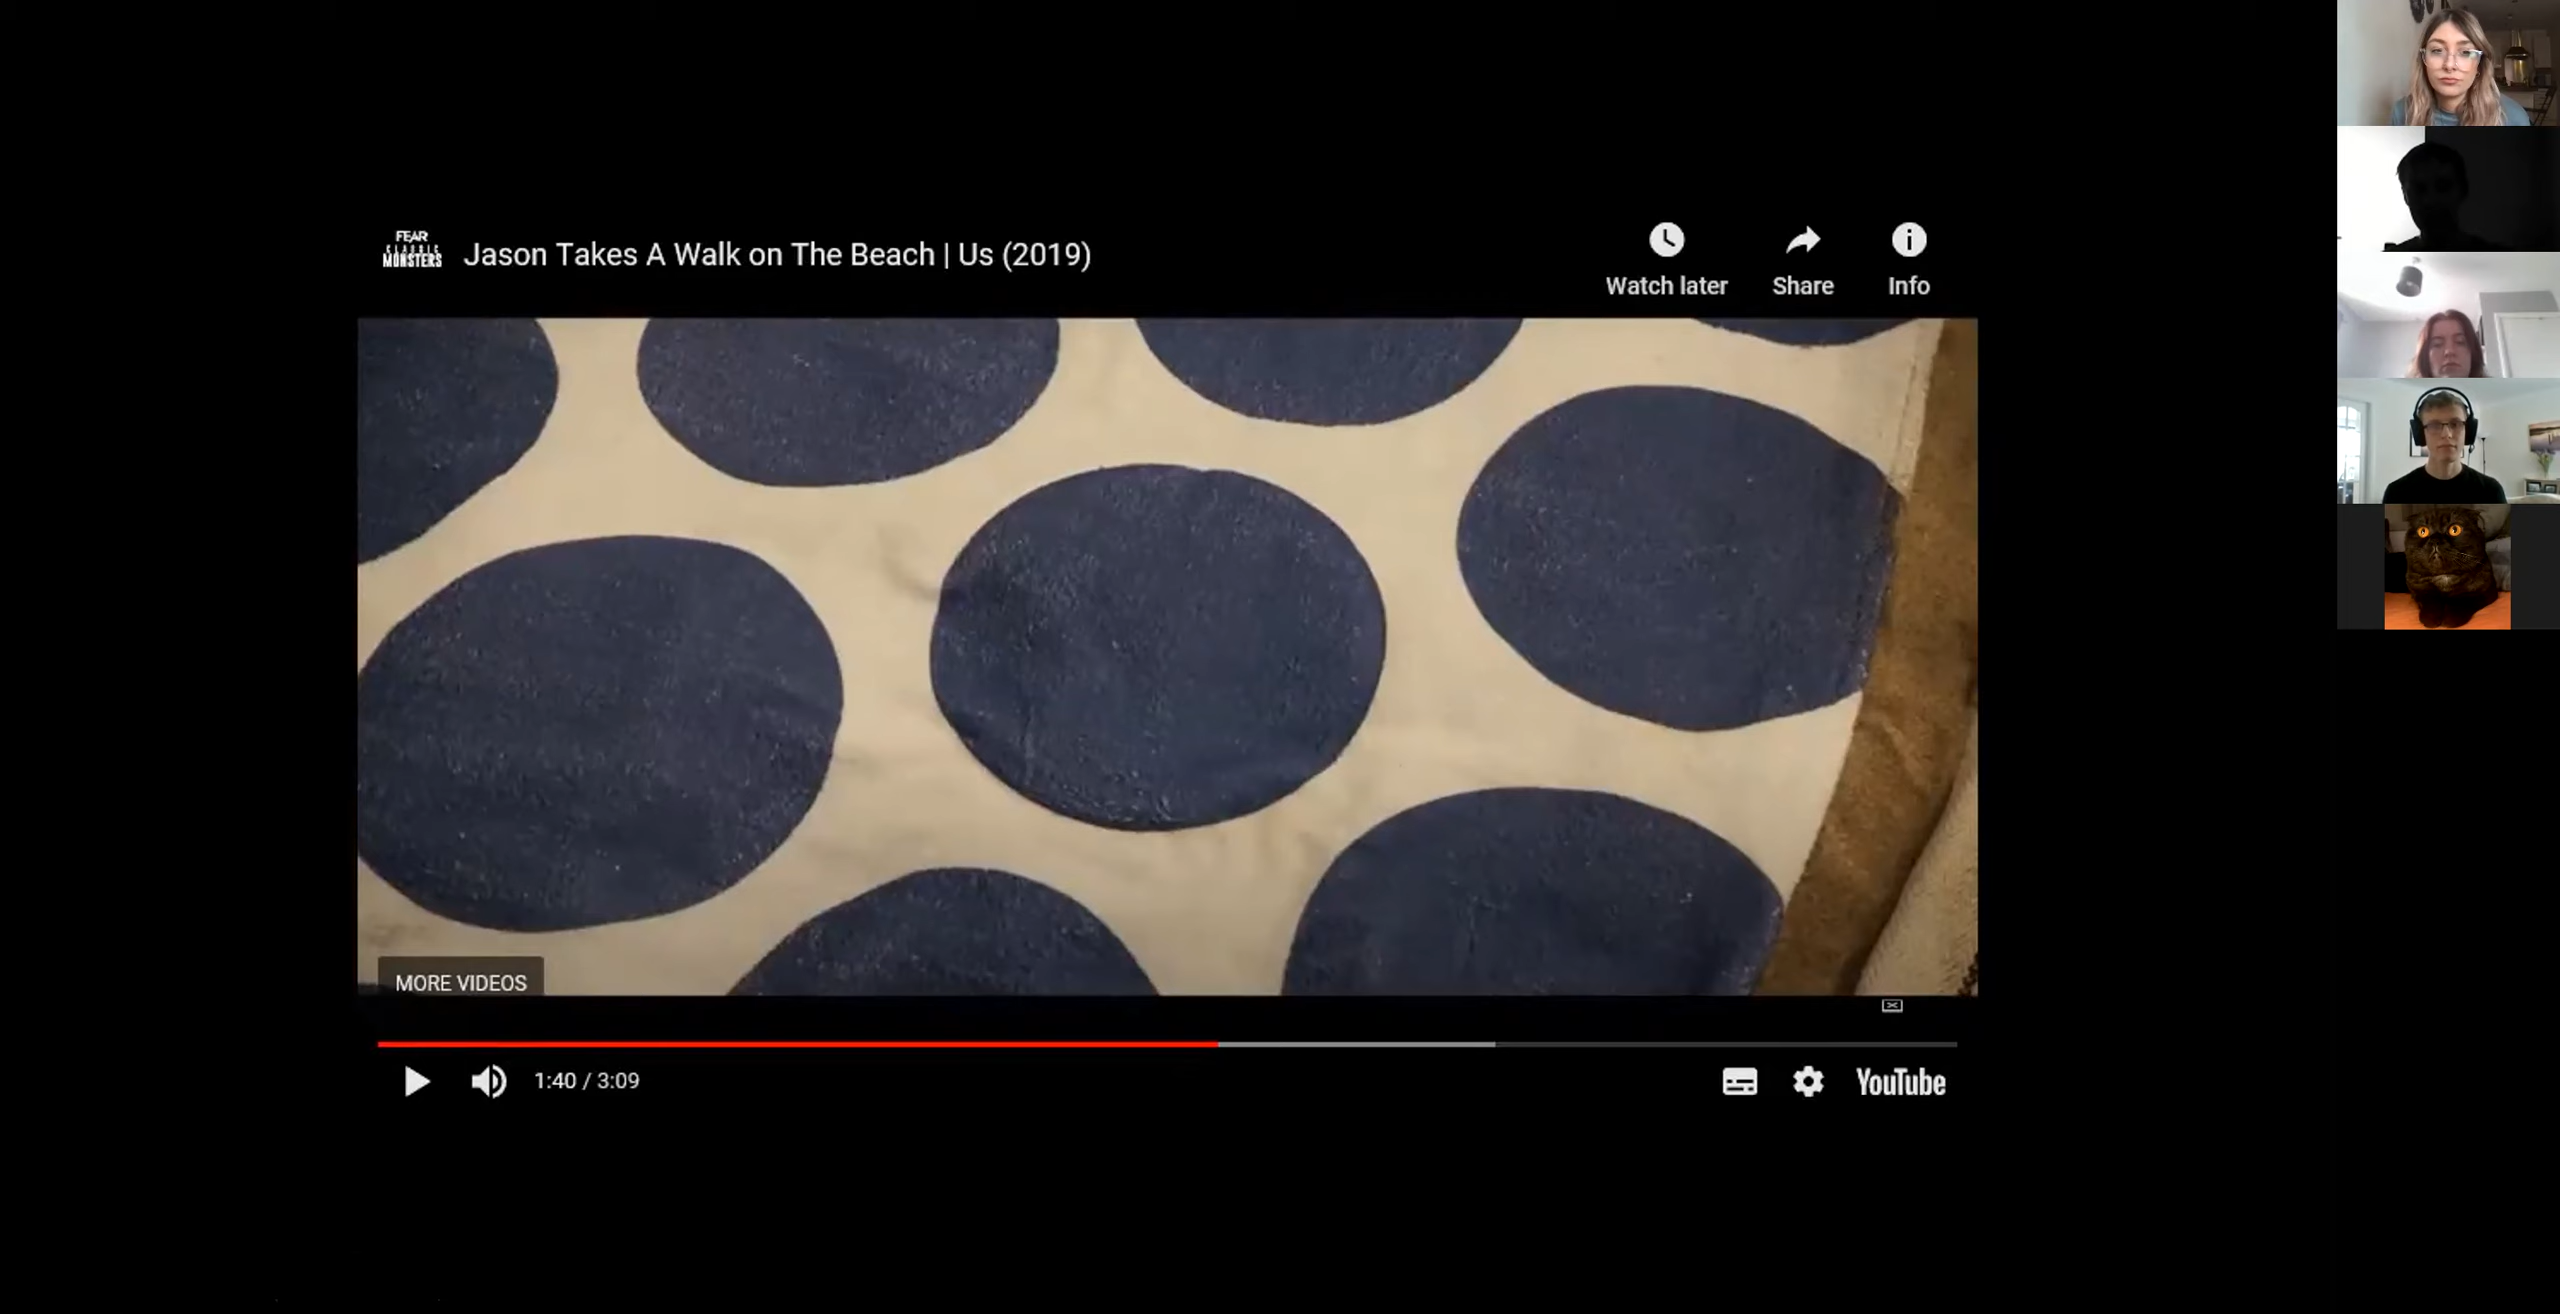 FEAR
CLASSIC
MONSTERS
Jason Takes A Walk on The Beach | Us (2019)
Watch later
Share
Info
MORE VIDEOS
1:40 / 3:09
YouTube